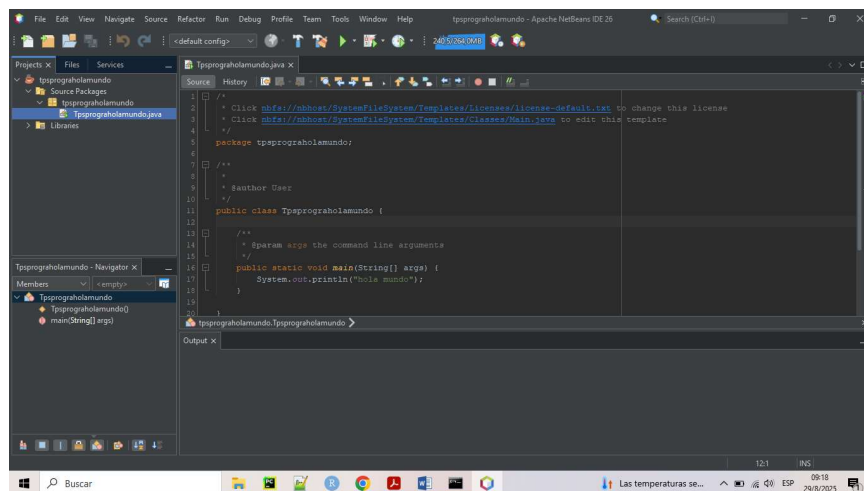 File Edit View Navigate Source Refactor Run Debug Profile Team Tools Window Help
tpsprograholamundo - Apache NetBeans IDE 26
Search (Ctrl+I)
<default config>
240.5/264.0MB
Projects Files Services
tpsprograholamundo
Source Packages
tpsprograholamundo
Tpsprograholamundo.java
Libraries
Tpsprograholamundo.java
Source History
1 /*
2 * Click nbfs://nbhost/SystemFileSystem/Templates/Licenses/license-default.txt to change this license
3 * Click nbfs://nbhost/SystemFileSystem/Templates/Classes/Main.java to edit this template
4 */
5 package tpsprograholamundo;
6
7 /**
8 *
9 * @author User
10 */
11 public class Tpsprograholamundo {
12
13 /**
14 * @param args the command line arguments
15 */
16 public static void main(String[] args) {
17 System.out.println("hola mundo");
18 }
19
20 }
tpsprograholamundo.Tpsprograholamundo
Tpsprograholamundo - Navigator
Members <empty>
Tpsprograholamundo
Tpsprograholamundo()
main(String[] args)
Output
12:1 INS
Buscar
Las temperaturas se...
ESP
09:18
29/8/2025